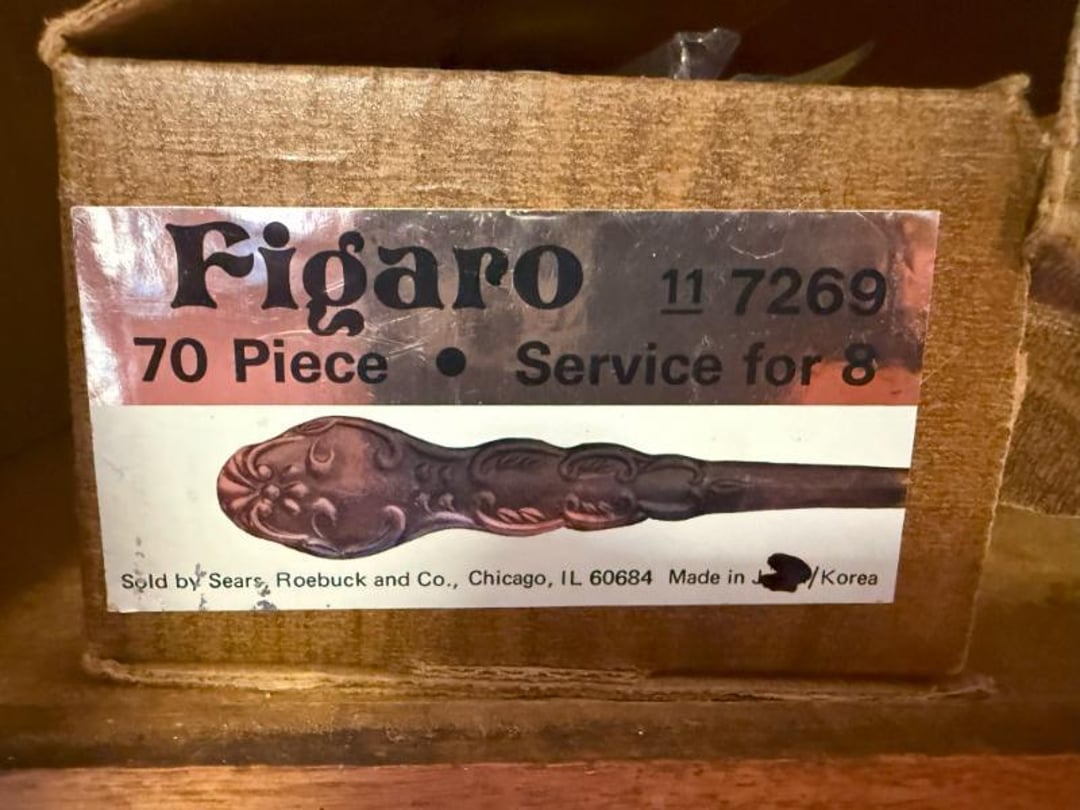 Figaro 11 7269
70 Piece • Service for 8
Sold by Sears, Roebuck and Co., Chicago, IL 60684 Made in /Korea